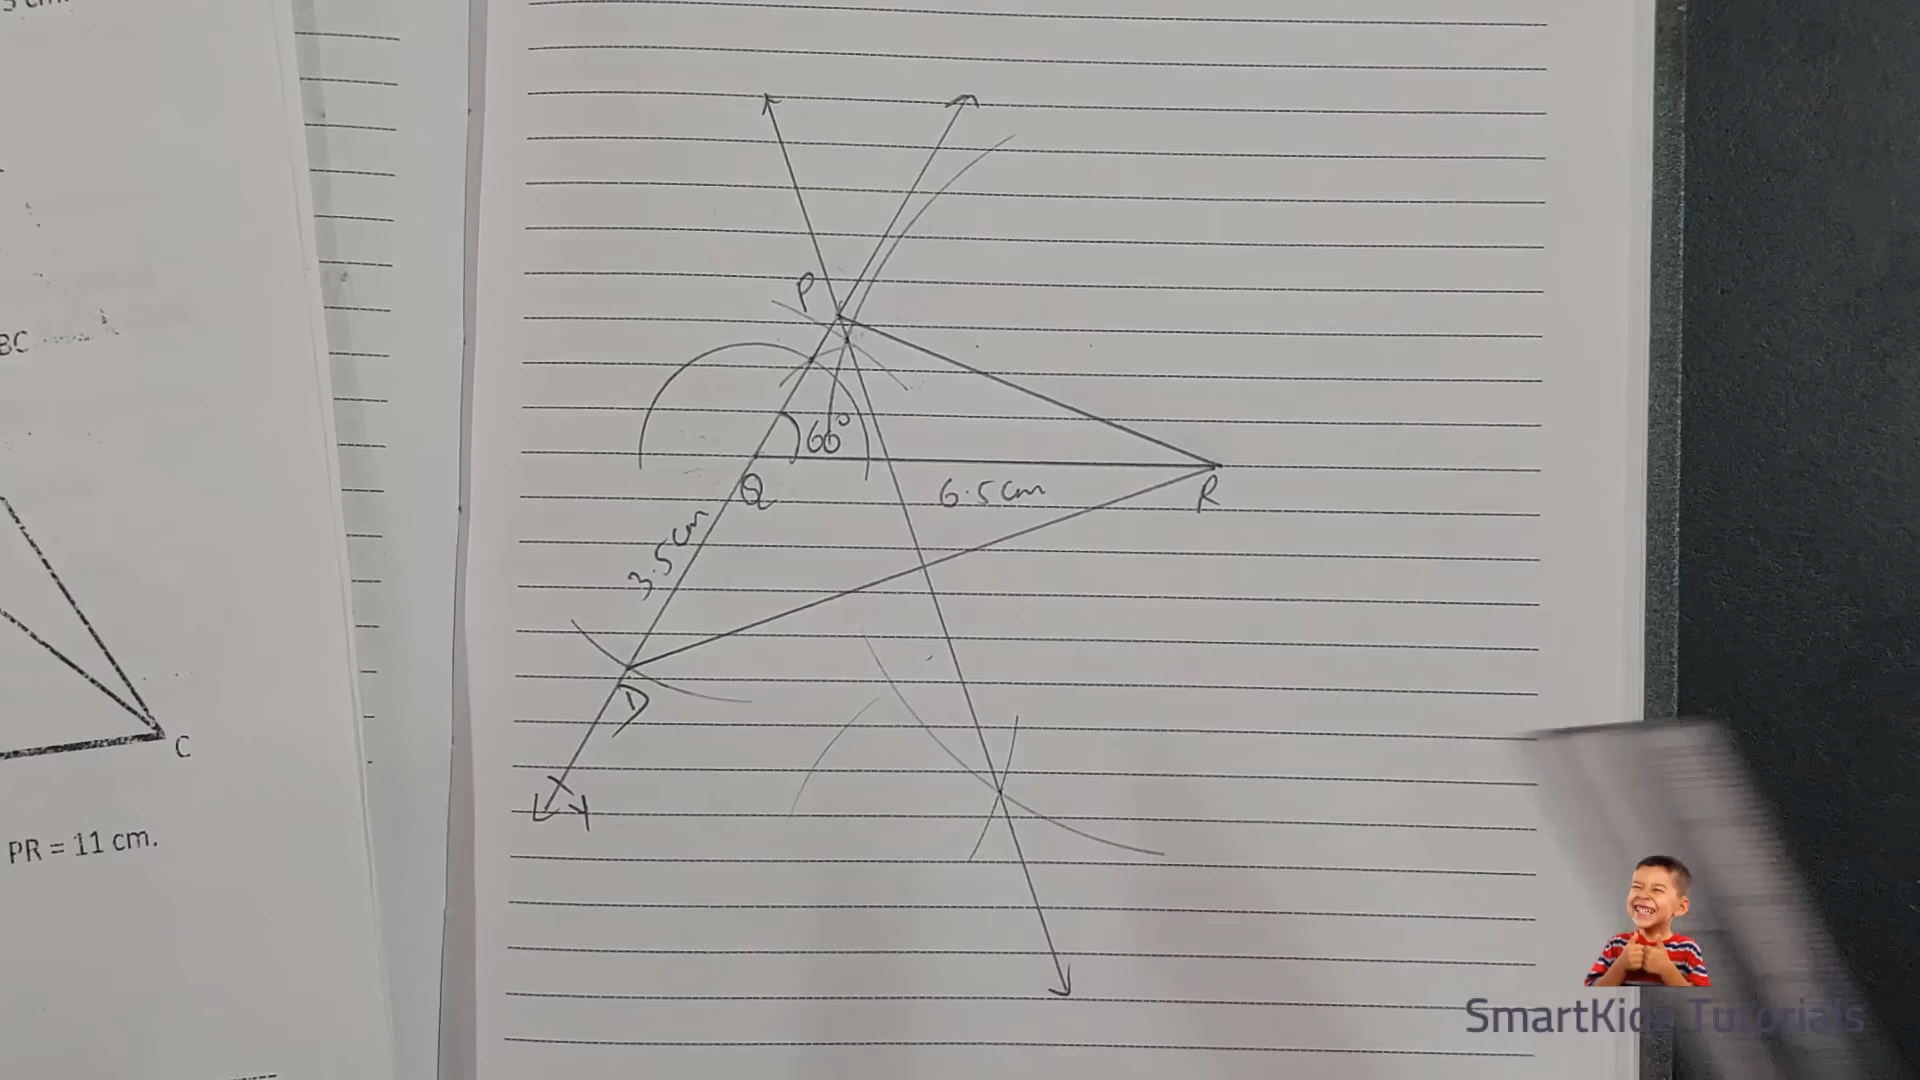 BC
C
PR = 11 cm.
P
60°
Q
6.5 cm
R
3.5 cm
D
SmartKidz Tutorials